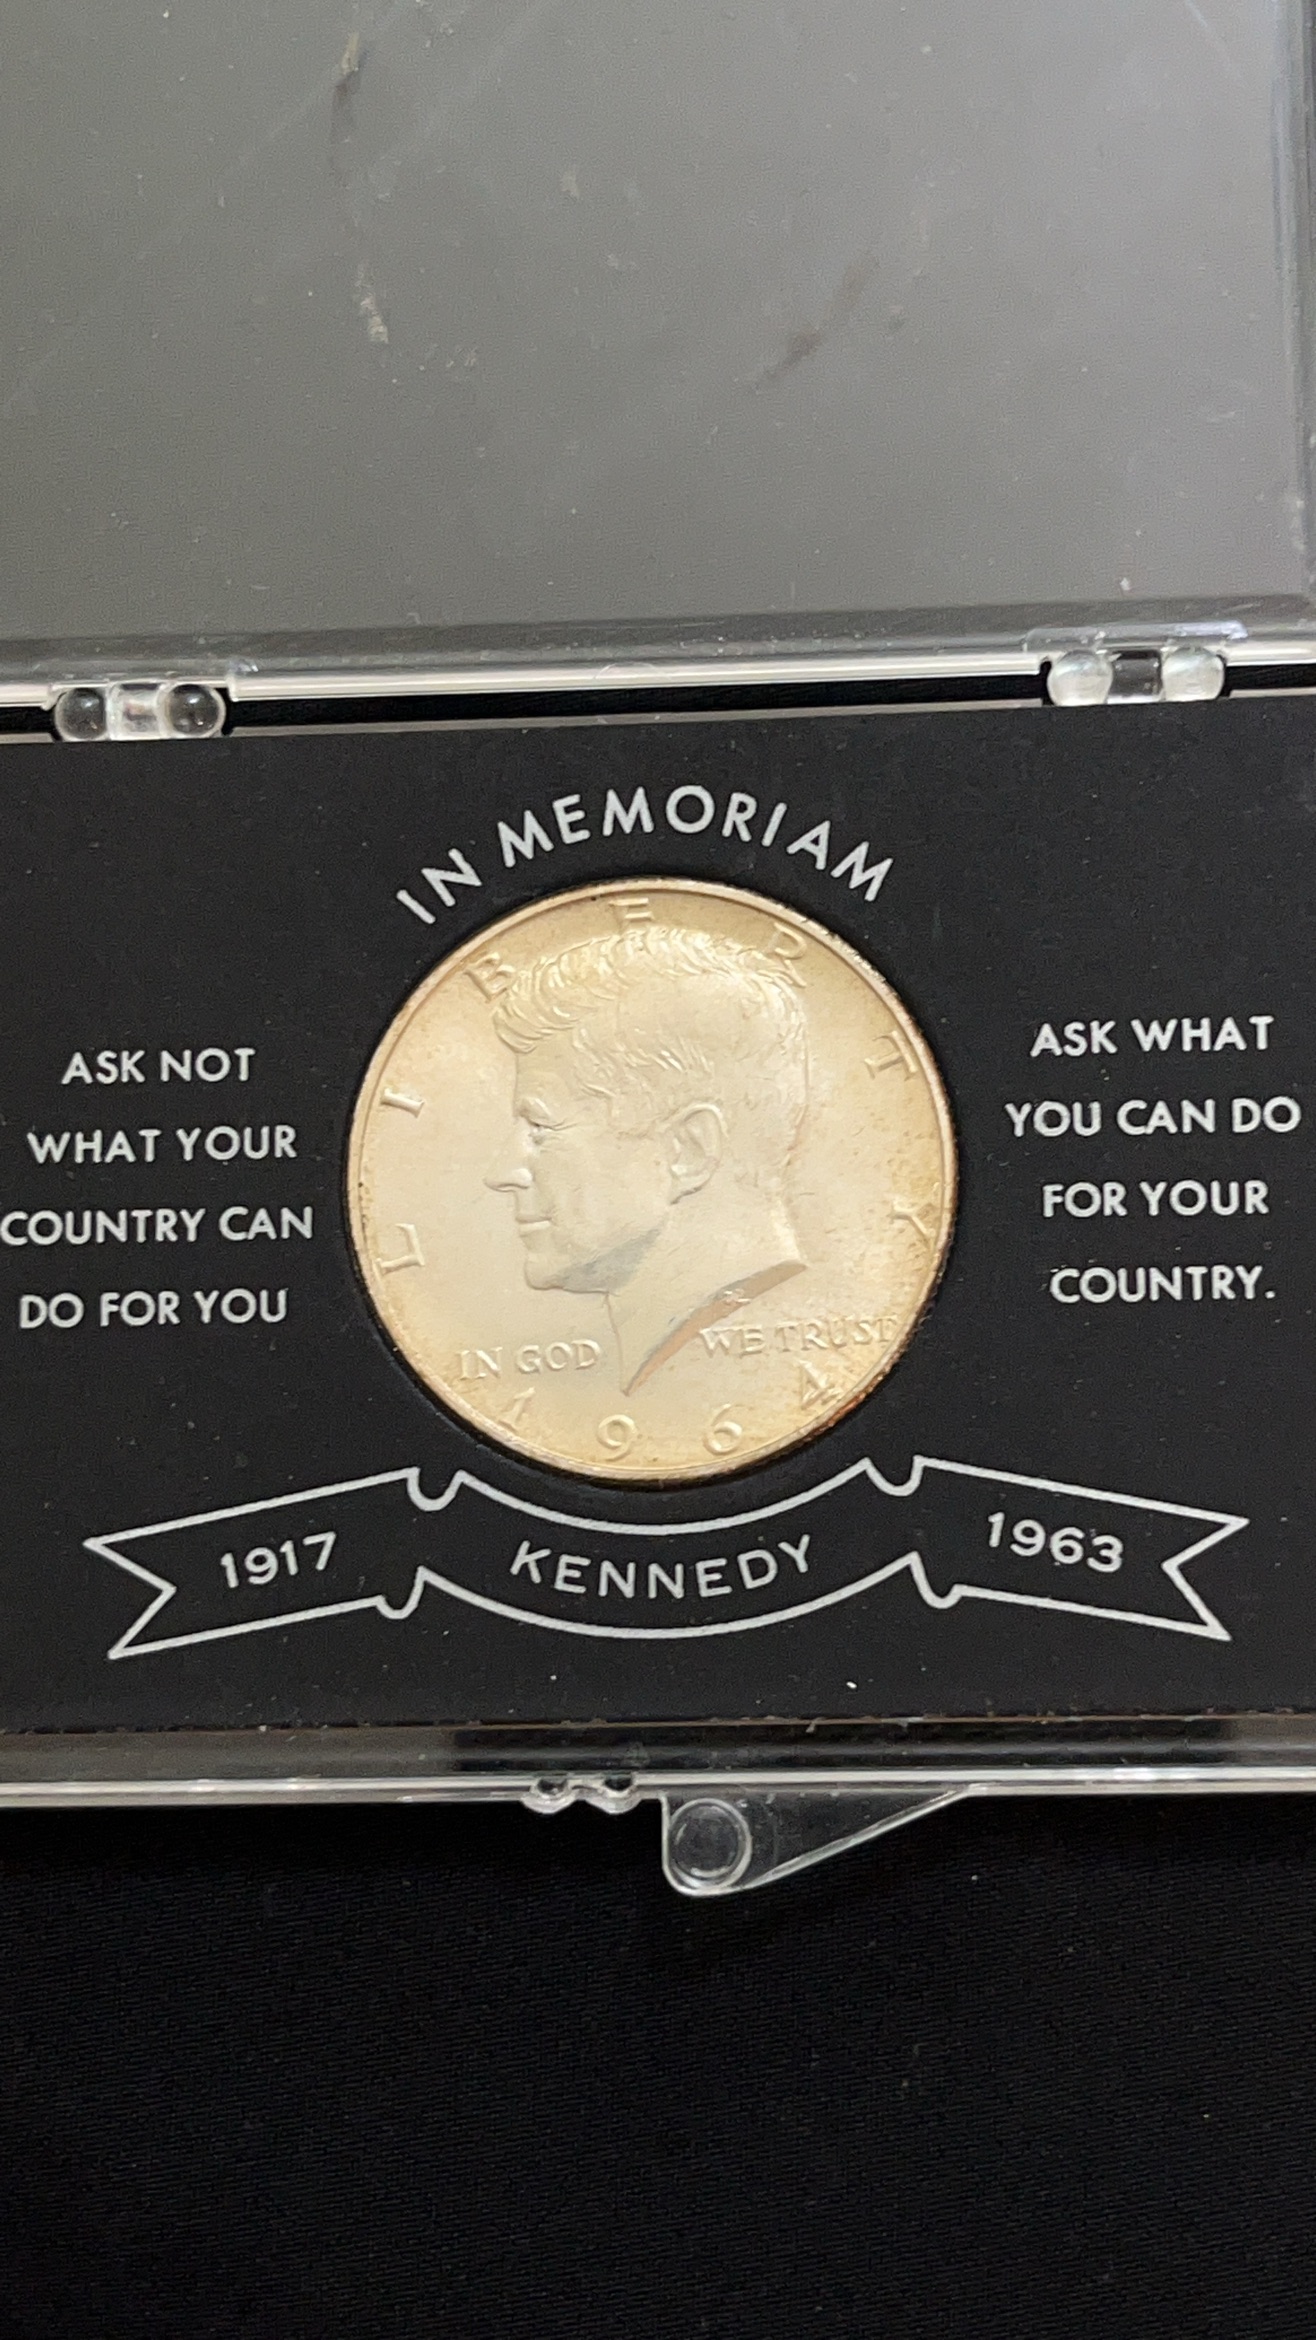 IN MEMORIAM
ASK NOT
WHAT YOUR
COUNTRY CAN
DO FOR YOU
LIBERTY
IN GOD WE TRUST
1964
ASK WHAT
YOU CAN DO
FOR YOUR
COUNTRY.
1917 KENNEDY 1963